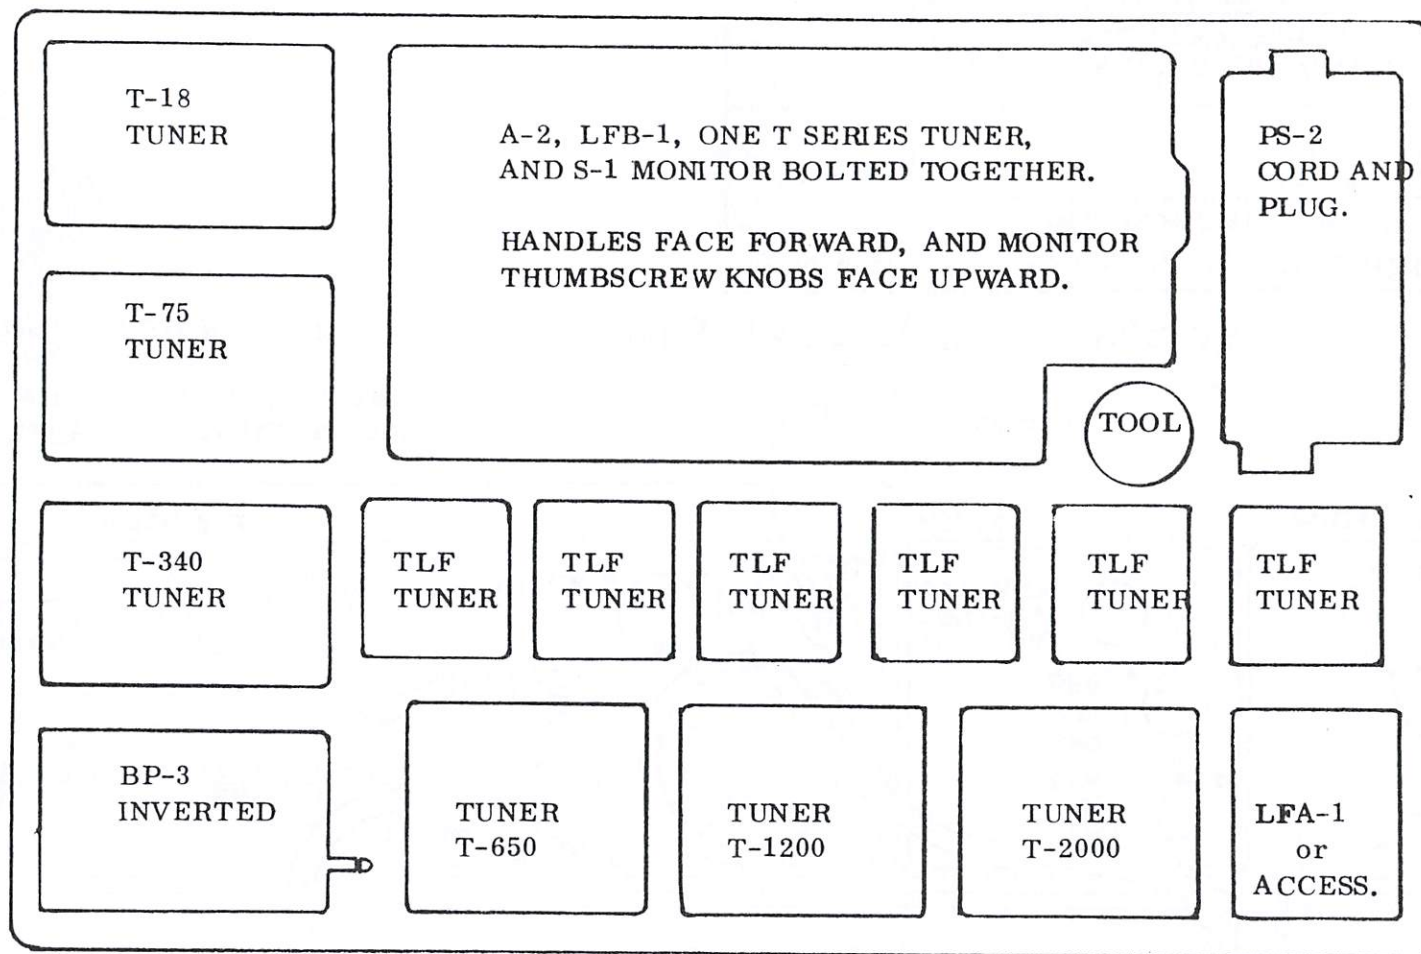 T-18
TUNER
A-2, LFB-1, ONE T SERIES TUNER,
AND S-1 MONITOR BOLTED TOGETHER.
HANDLES FACE FORWARD, AND MONITOR
THUMBSCREW KNOBS FACE UPWARD.
PS-2
CORD AND
PLUG.
T-75
TUNER
TOOL
T-340
TUNER
TLF
TUNER
TLF
TUNER
TLF
TUNER
TLF
TUNER
TLF
TUNER
TLF
TUNER
BP-3
INVERTED
TUNER
T-650
TUNER
T-1200
TUNER
T-2000
LFA-1
or
ACCESS.